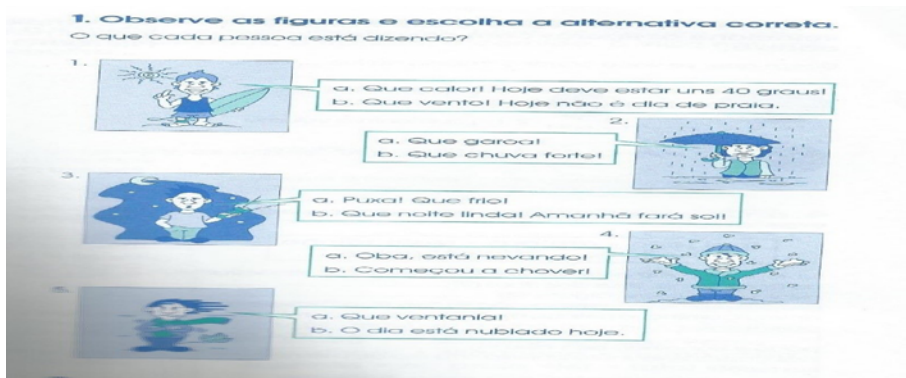 1. Observe as figuras e escolha a alternativa correta.
O que cada pessoa está dizendo?
1.
a. Que calor! Hoje deve estar uns 40 graus!
b. Que vento! Hoje não é dia de praia.
2.
a. Que garoa!
b. Que chuva forte!
3.
a. Puxa! Que frio!
b. Que noite linda! Amanhã fará sol!
4.
a. Oba, está nevando!
b. Começou a chover!
a. Que ventania!
b. O dia está nublado hoje.